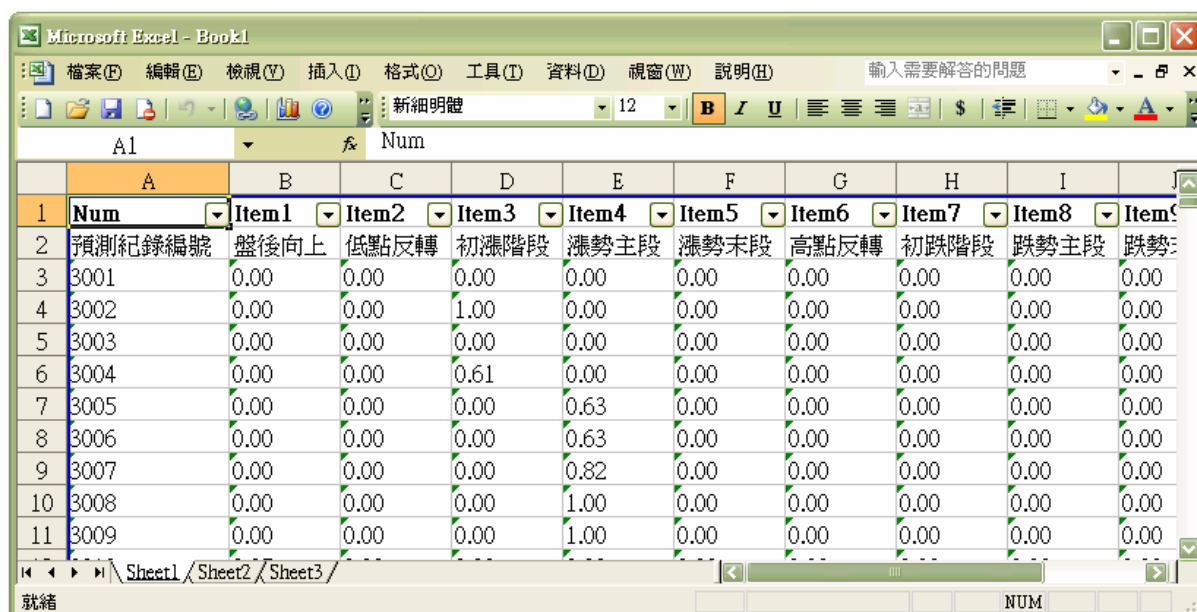 Microsoft Excel - Book1
檔案(F) 編輯(E) 檢視(V) 插入(I) 格式(O) 工具(T) 資料(D) 視窗(W) 說明(H) 輸入需要解答的問題
新細明體 12 B I U $ A
A1 fx Num
A B C D E F G H I J
1 Num Item1 Item2 Item3 Item4 Item5 Item6 Item7 Item8 Item9
2 預測紀錄編號 盤後向上 低點反轉 初漲階段 漲勢主段 漲勢末段 高點反轉 初跌階段 跌勢主段 跌勢
3 3001 0.00 0.00 0.00 0.00 0.00 0.00 0.00 0.00 0.00
4 3002 0.00 0.00 1.00 0.00 0.00 0.00 0.00 0.00 0.00
5 3003 0.00 0.00 0.00 0.00 0.00 0.00 0.00 0.00 0.00
6 3004 0.00 0.00 0.61 0.00 0.00 0.00 0.00 0.00 0.00
7 3005 0.00 0.00 0.00 0.63 0.00 0.00 0.00 0.00 0.00
8 3006 0.00 0.00 0.00 0.63 0.00 0.00 0.00 0.00 0.00
9 3007 0.00 0.00 0.00 0.82 0.00 0.00 0.00 0.00 0.00
10 3008 0.00 0.00 0.00 1.00 0.00 0.00 0.00 0.00 0.00
11 3009 0.00 0.00 0.00 1.00 0.00 0.00 0.00 0.00 0.00
Sheet1 Sheet2 Sheet3
就緒 NUM